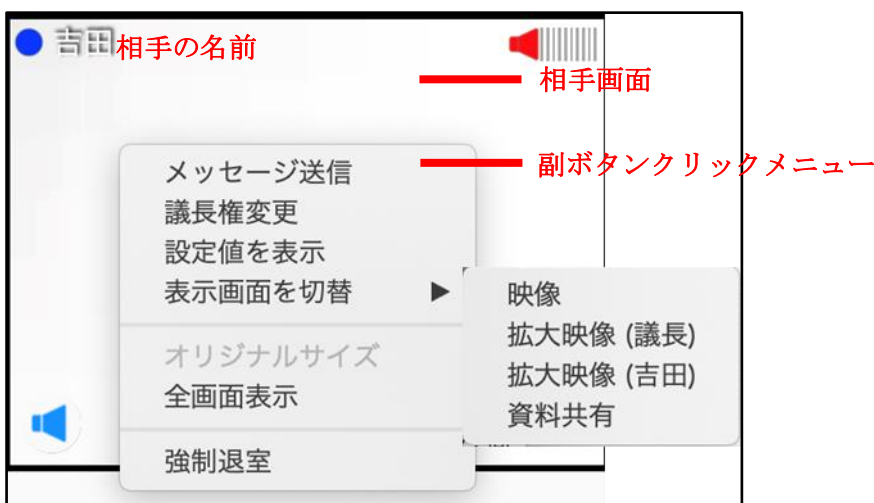 吉田相手の名前
相手画面
副ボタンクリックメニュー
メッセージ送信
議長権変更
設定値を表示
表示画面を切替 ▶
映像
拡大映像 (議長)
拡大映像 (吉田)
資料共有
オリジナルサイズ
全画面表示
強制退室